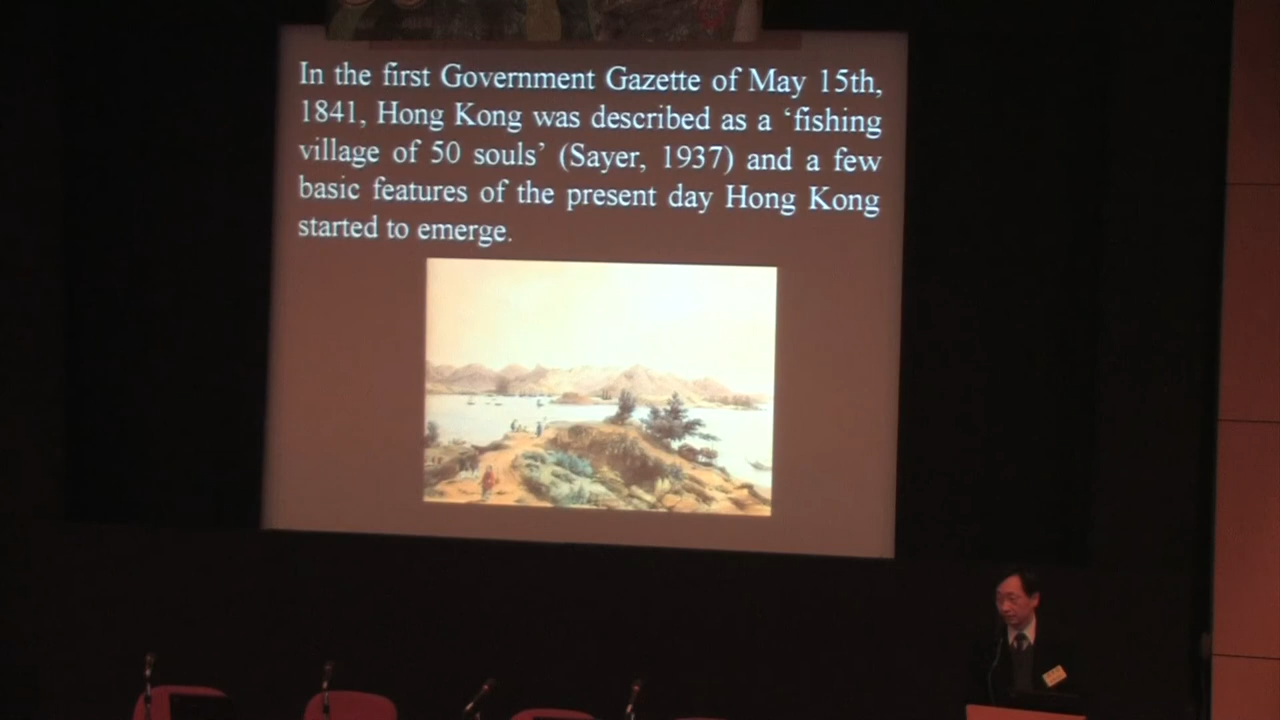 In the first Government Gazette of May 15th,
1841, Hong Kong was described as a ‘fishing
village of 50 souls’ (Sayer, 1937) and a few
basic features of the present day Hong Kong
started to emerge.